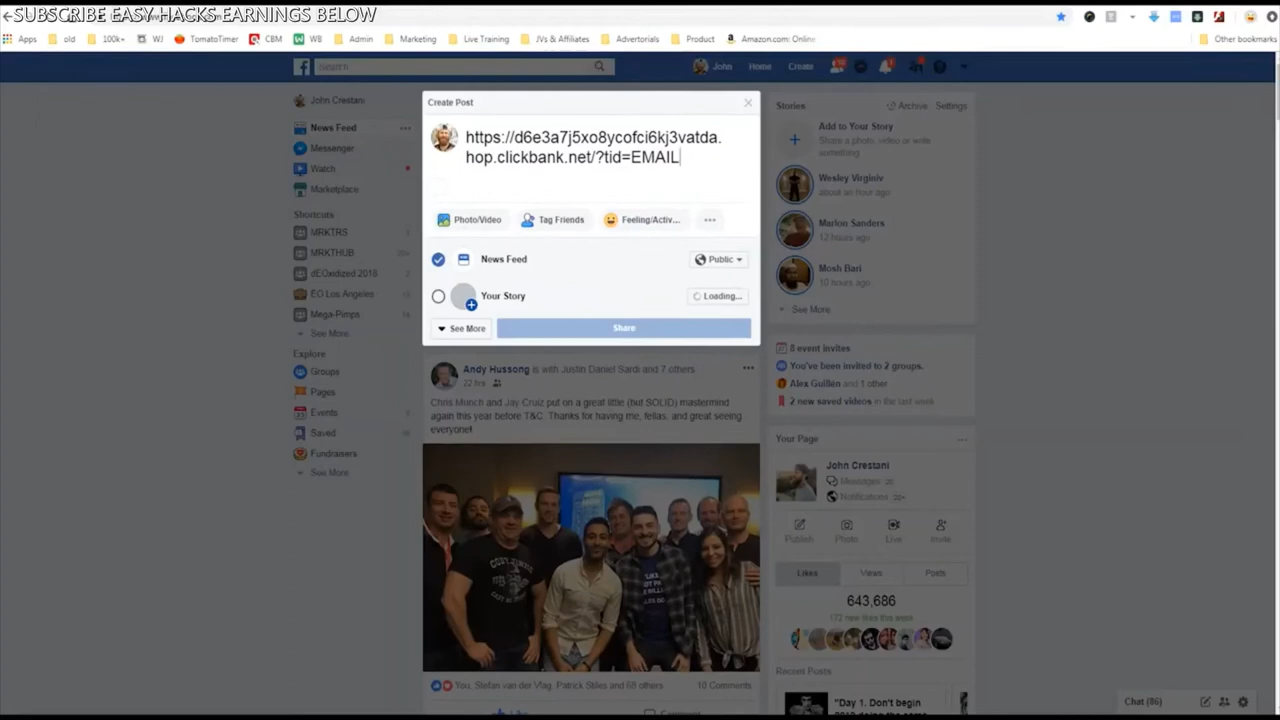 SUBSCRIBE EASY HACKS EARNINGS BELOW
Apps old 100k+ WJ TomatoTimer CBM WB Admin Marketing Live Training JVs & Affiliates Advertorials Product Amazon.com: Onlin Other bookmarks
Search
John Home Create
John Crestani
News Feed
Messenger
Watch
Marketplace
Shortcuts
MRKTRS
MRKTHUB
dEOxidized 2018
EO Los Angeles
Mega-Pimps
See More
Explore
Groups
Pages
Events
Saved
Fundraisers
See More
Create Post
https://d6e3a7j5xo8ycofci6kj3vatda.
hop.clickbank.net/?tid=EMAIL
Photo/Video Tag Friends Feeling/Activ...
News Feed Public
Your Story Loading...
See More Share
Andy Hussong is with Justin Daniel Sardi and 7 others
22 hrs
Chris Munch and Jay Cruiz put on a great little (but SOLID) mastermind
again this year before T&C. Thanks for having me, fellas, and great seeing
everyone!
You, Stefan van der Vlag, Patrick Stiles and 68 others 10 Comments
Stories Archive Settings
Add to Your Story
Share a photo, video or write
something
Wesley Virginiv
about an hour ago
Marlon Sanders
12 hours ago
Mosh Bari
10 hours ago
See More
8 event invites
You've been invited to 2 groups.
Alex Guillén and 1 other
2 new saved videos in the last week
Your Page
John Crestani
Messages 20
Notifications 20+
Publish Photo Live Invite
Likes Views Posts
643,686
172 new likes this week
Recent Posts
"Day 1. Don't begin
Chat (86)